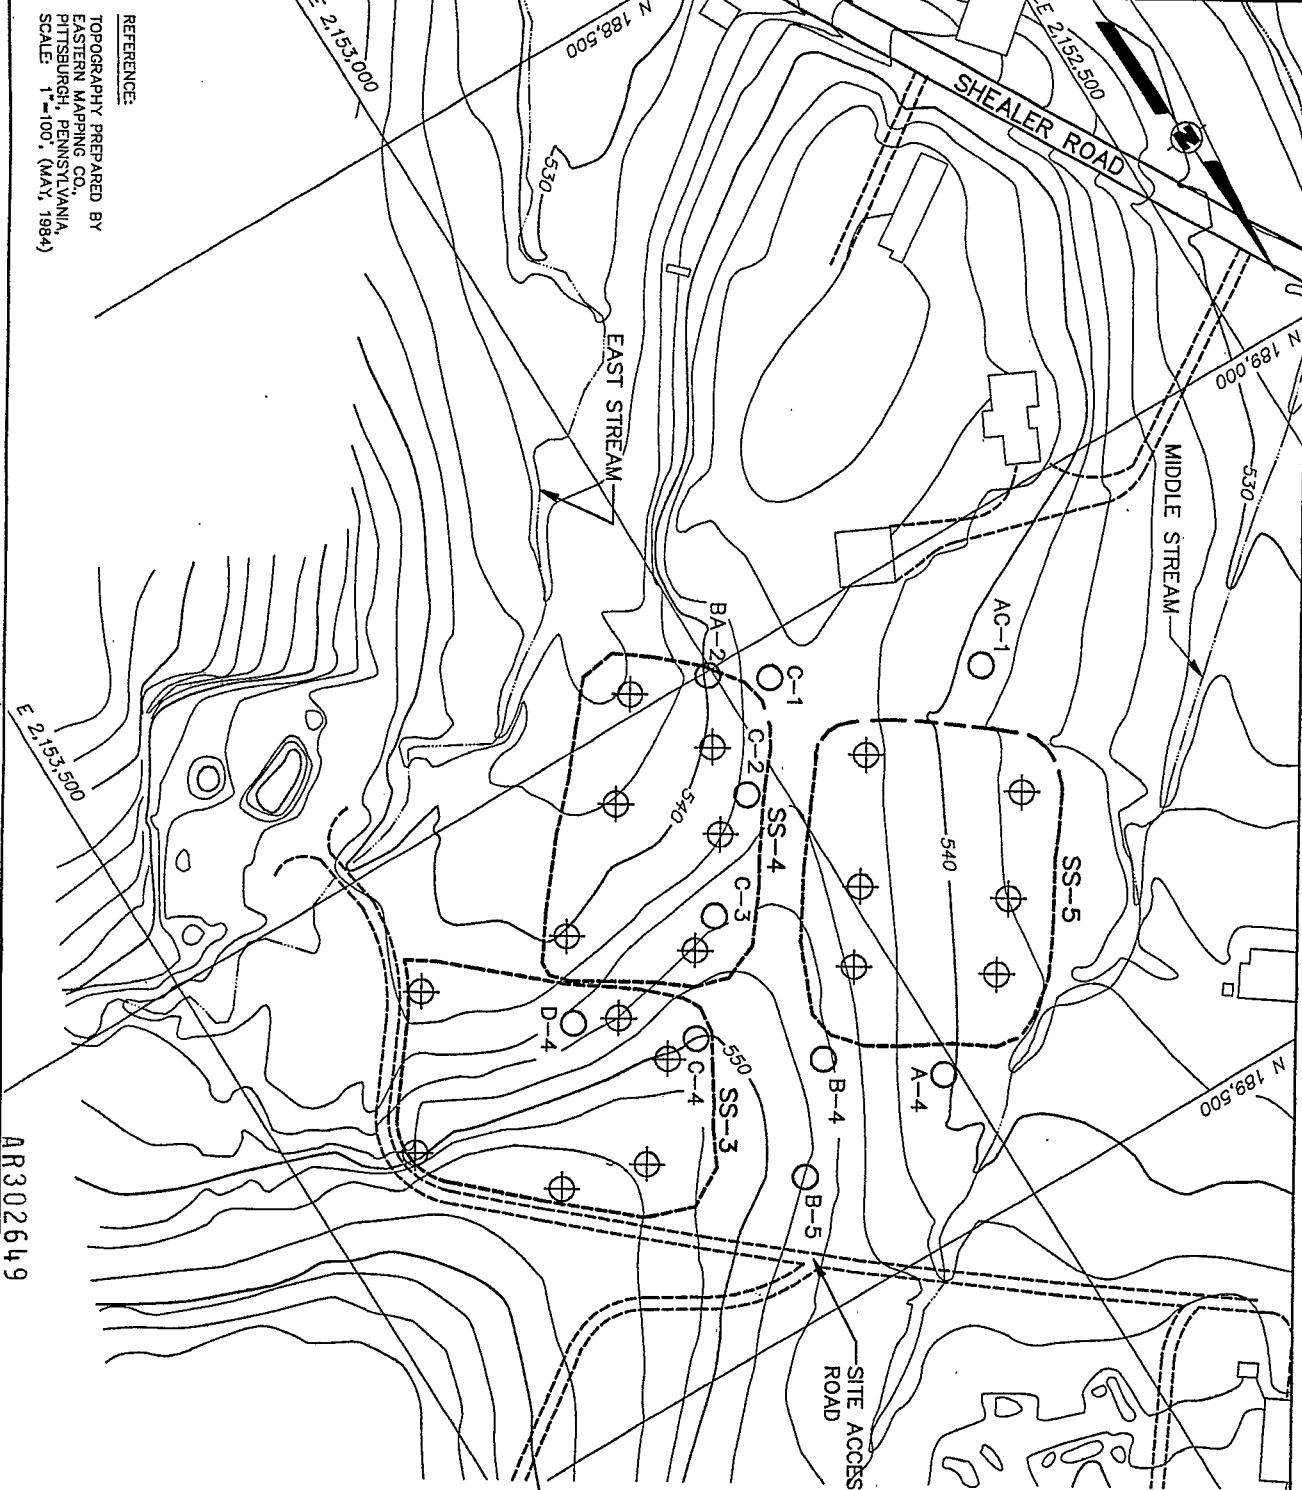 REFERENCE:
TOPOGRAPHY PREPARED BY
EASTERN MAPPING CO.,
PITTSBURGH, PENNSYLVANIA,
SCALE: 1"=100', (MAY, 1984)
E 2,153,000
N 188,500
E 2,152,500
SHEALER ROAD
N
530
EAST STREAM
N 189,000
530
MIDDLE STREAM
AC-1
BA-2
C-1
C-2
SS-4
540
C-3
540
SS-5
E 2,153,500
D-4
C-4
550
SS-3
B-4
A-4
B-5
N 189,500
SITE ACCESS
ROAD
AR302649